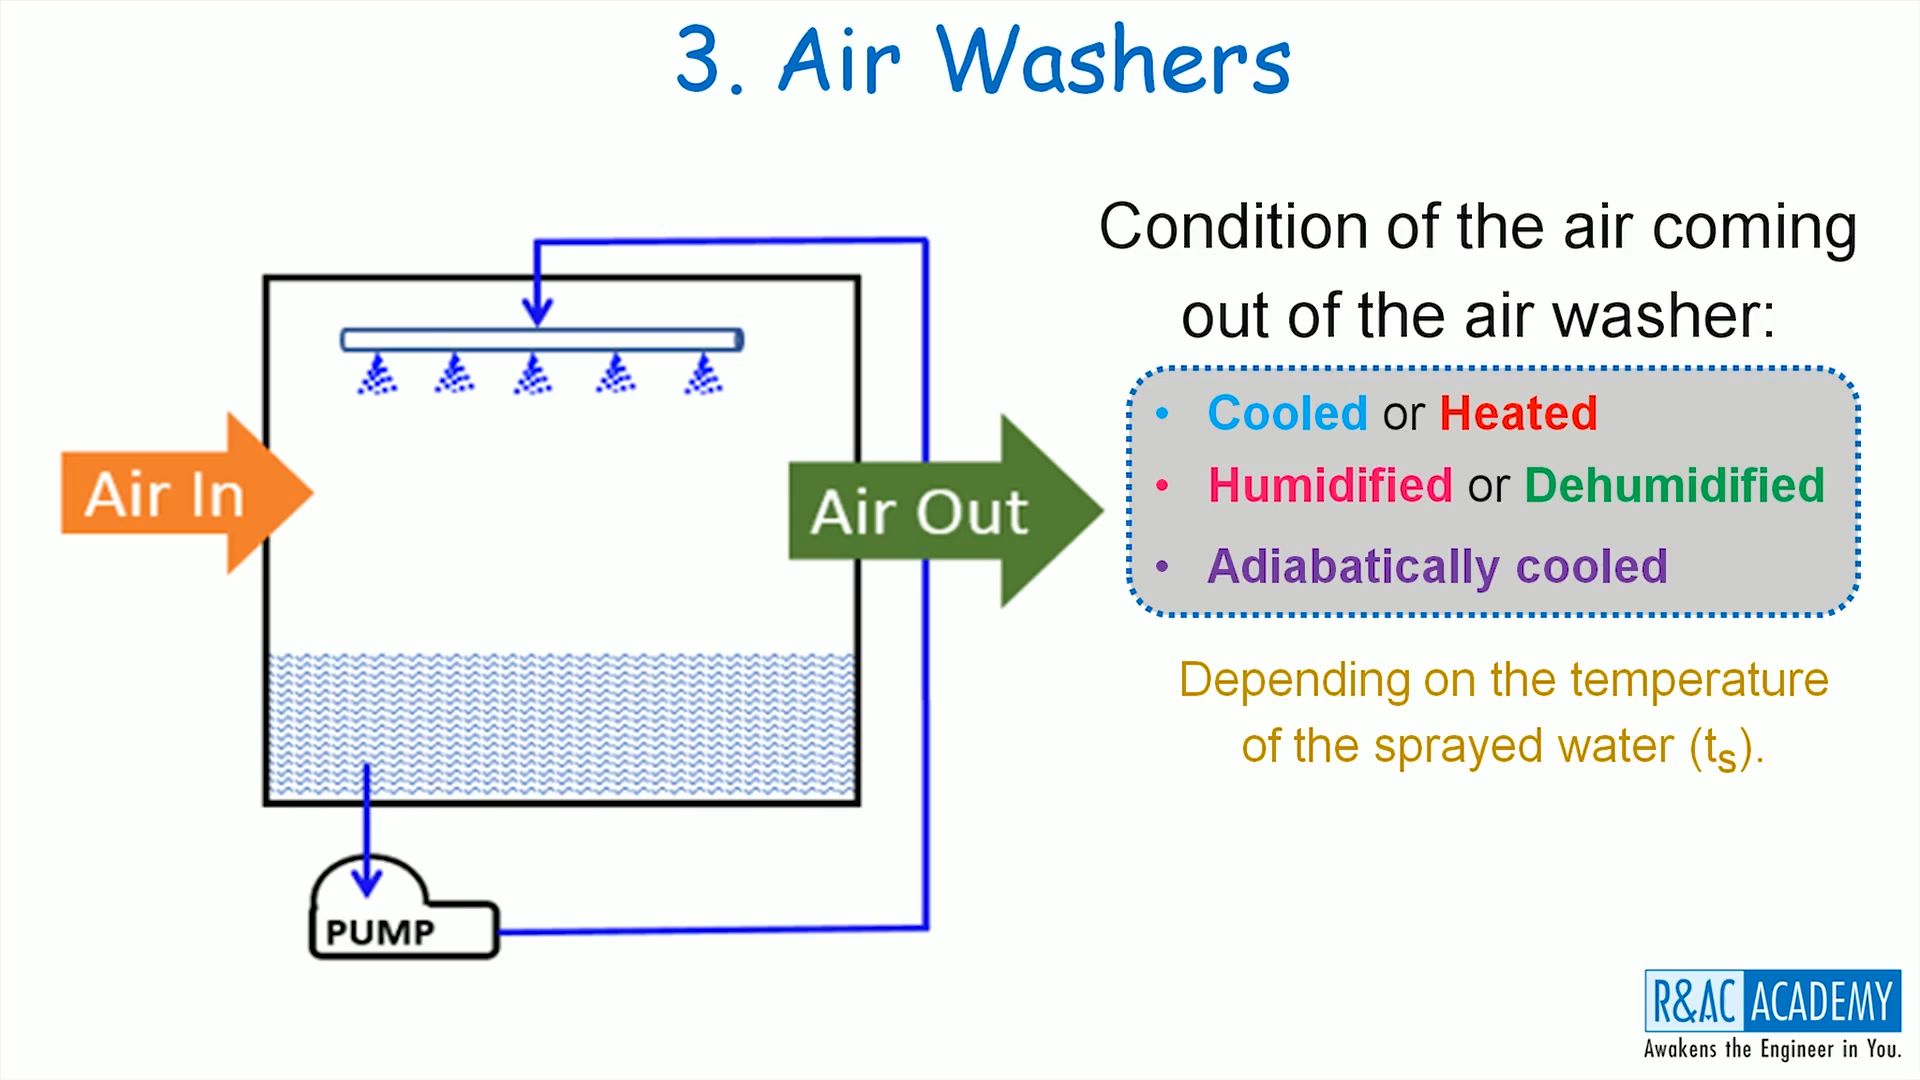 3. Air Washers
Condition of the air coming
out of the air washer:
• Cooled or Heated
• Humidified or Dehumidified
• Adiabatically cooled
Depending on the temperature
of the sprayed water (ts).
Air In
Air Out
PUMP
R&AC ACADEMY
Awakens the Engineer in You.